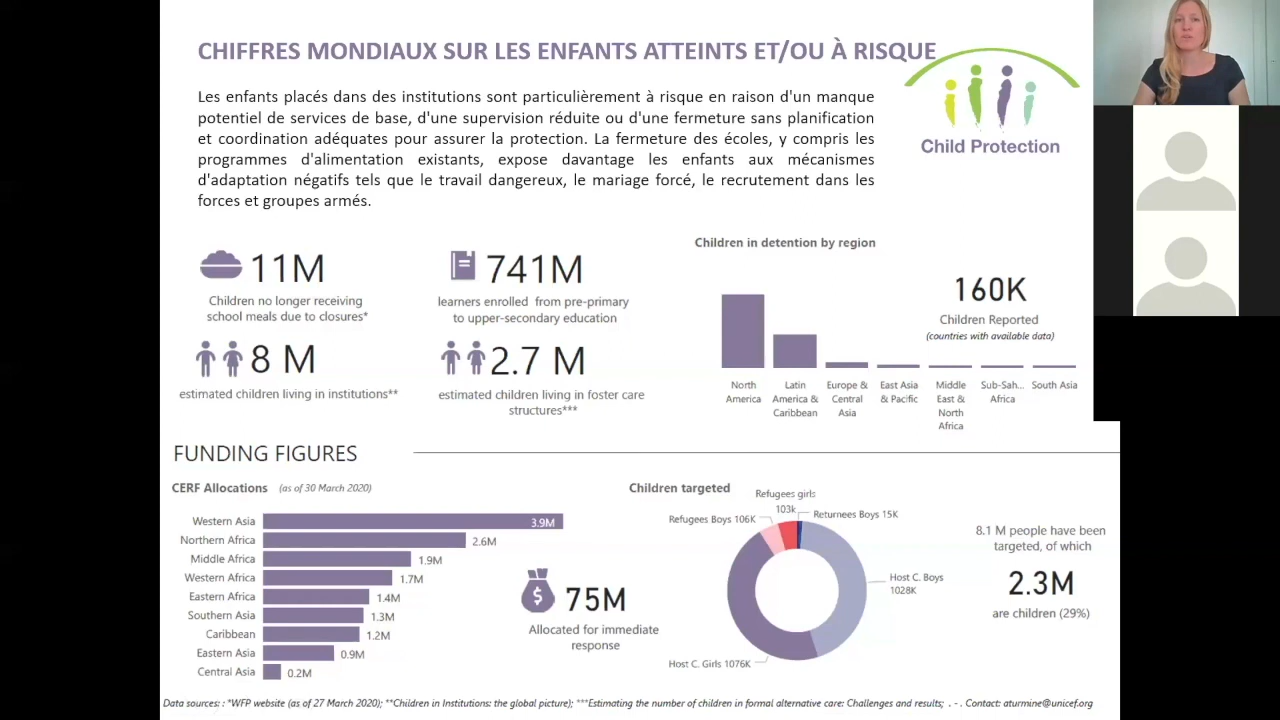 CHIFFRES MONDIAUX SUR LES ENFANTS ATTEINTS ET/OU À RISQUE
Les enfants placés dans des institutions sont particulièrement à risque en raison d'un manque
potentiel de services de base, d'une supervision réduite ou d'une fermeture sans planification
et coordination adéquates pour assurer la protection. La fermeture des écoles, y compris les
programmes d'alimentation existants, expose davantage les enfants aux mécanismes
d'adaptation négatifs tels que le travail dangereux, le mariage forcé, le recrutement dans les
forces et groupes armés.
Child Protection
11M
Children no longer receiving
school meals due to closures*
741M
learners enrolled from pre-primary
to upper-secondary education
8 M
estimated children living in institutions**
2.7 M
estimated children living in foster care
structures***
Children in detention by region
160K
Children Reported
(countries with available data)
North
America
Latin
America &
Caribbean
Europe &
Central
Asia
East Asia
& Pacific
Middle
East &
North
Africa
Sub-Sah...
Africa
South Asia
FUNDING FIGURES
CERF Allocations (as of 30 March 2020)
Western Asia 3.9M
Northern Africa 2.6M
Middle Africa 1.9M
Western Africa 1.7M
Eastern Africa 1.4M
Southern Asia 1.3M
Caribbean 1.2M
Eastern Asia 0.9M
Central Asia 0.2M
$
75M
Allocated for immediate
response
Children targeted
Refugees girls
103k
Refugees Boys 106K
Returnees Boys 15K
Host C. Boys
1028K
Host C. Girls 1076K
8.1 M people have been
targeted, of which
2.3M
are children (29%)
Data sources: : *WFP website (as of 27 March 2020); **Children in Institutions: the global picture); ***Estimating the number of children in formal alternative care: Challenges and results; . - . Contact: aturmine@unicef.org